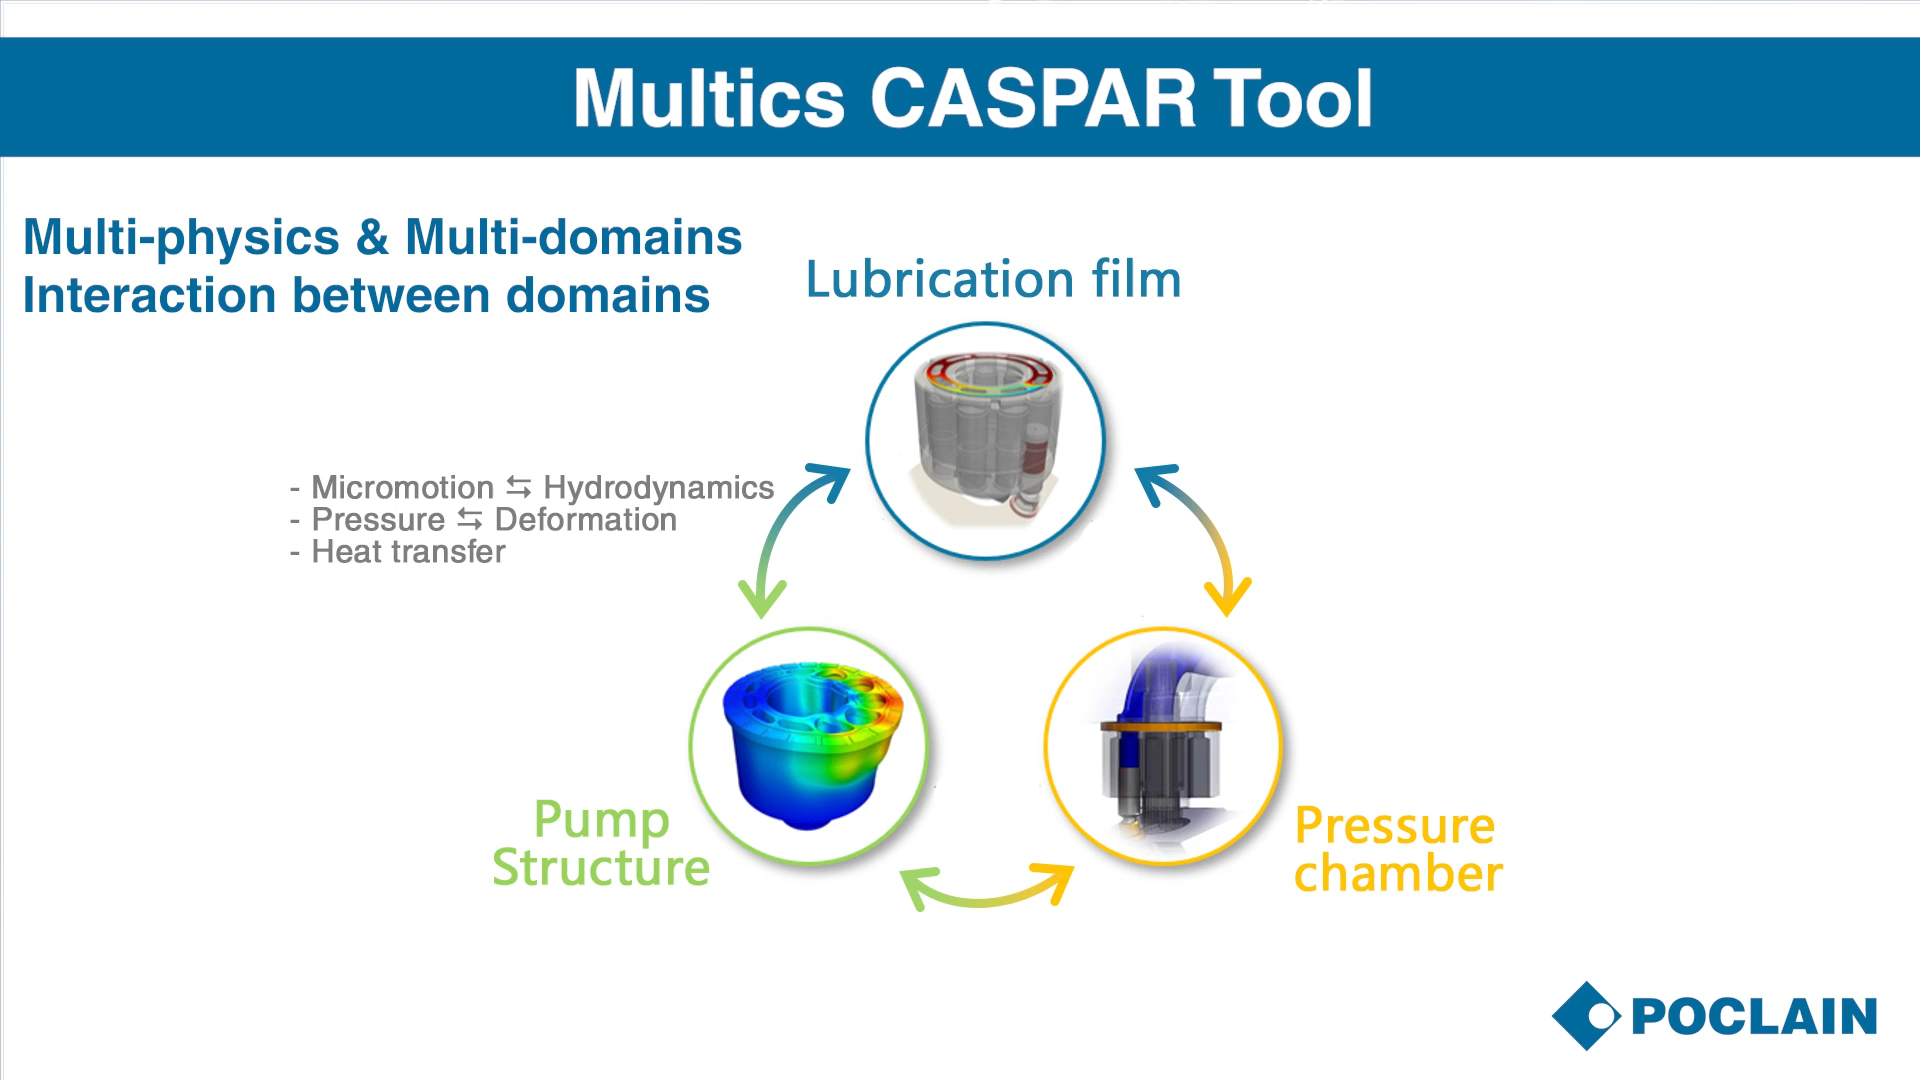 Multics CASPAR Tool
Multi-physics & Multi-domains
Interaction between domains
Lubrication film
- Micromotion ⇆ Hydrodynamics
- Pressure ⇆ Deformation
- Heat transfer
Pump
Structure
Pressure
chamber
POCLAIN